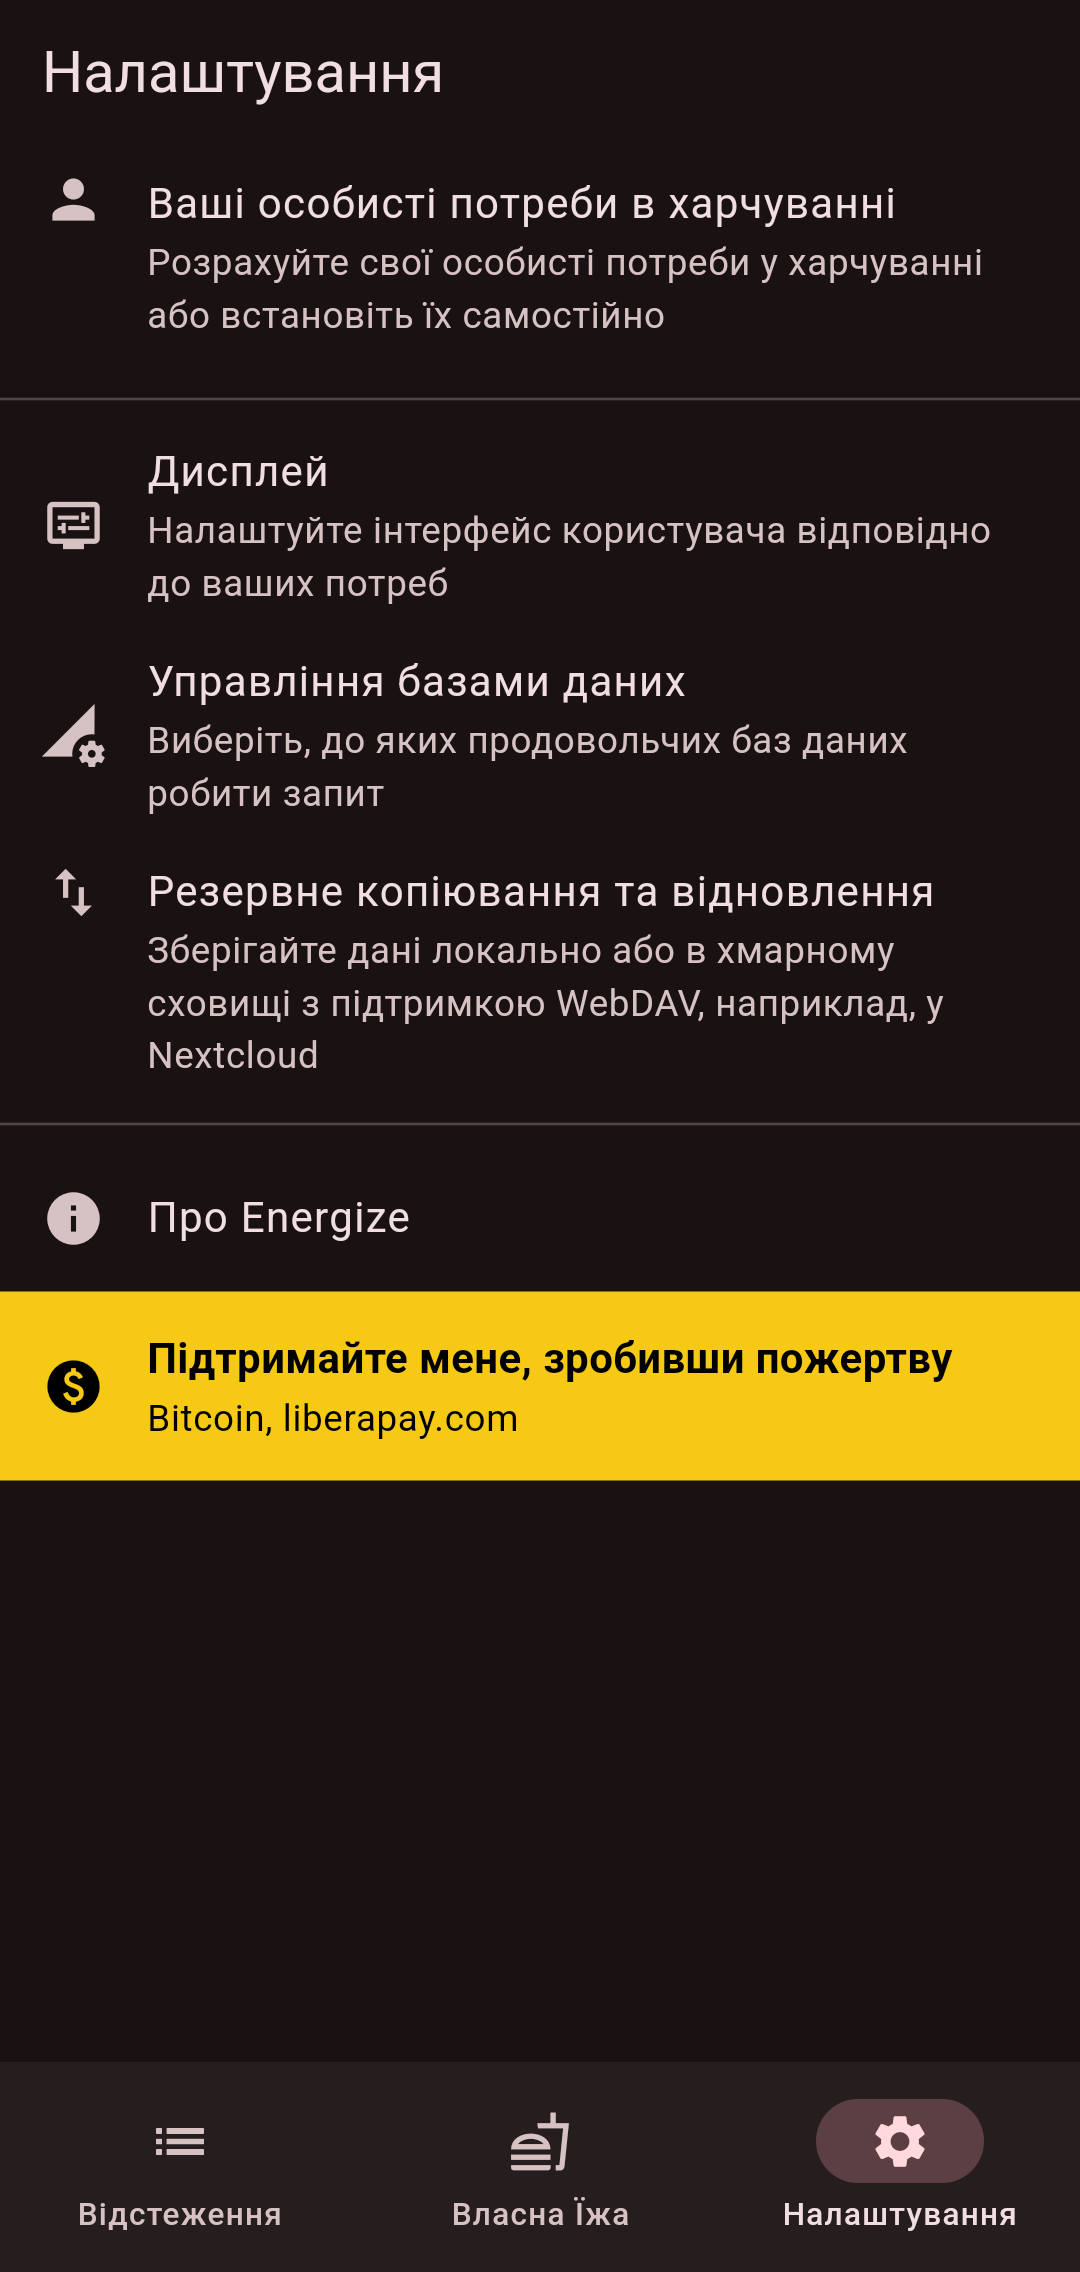 Налаштування
Ваші особисті потреби в харчуванні
Розрахуйте свої особисті потреби у харчуванні
або встановіть їх самостійно
Дисплей
Налаштуйте інтерфейс користувача відповідно
до ваших потреб
Управління базами даних
Виберіть, до яких продовольчих баз даних
робити запит
Резервне копіювання та відновлення
Зберігайте дані локально або в хмарному
сховищі з підтримкою WebDAV, наприклад, у
Nextcloud
Про Energize
Підтримайте мене, зробивши пожертву
Bitcoin, liberapay.com
Відстеження
Власна Їжа
Налаштування